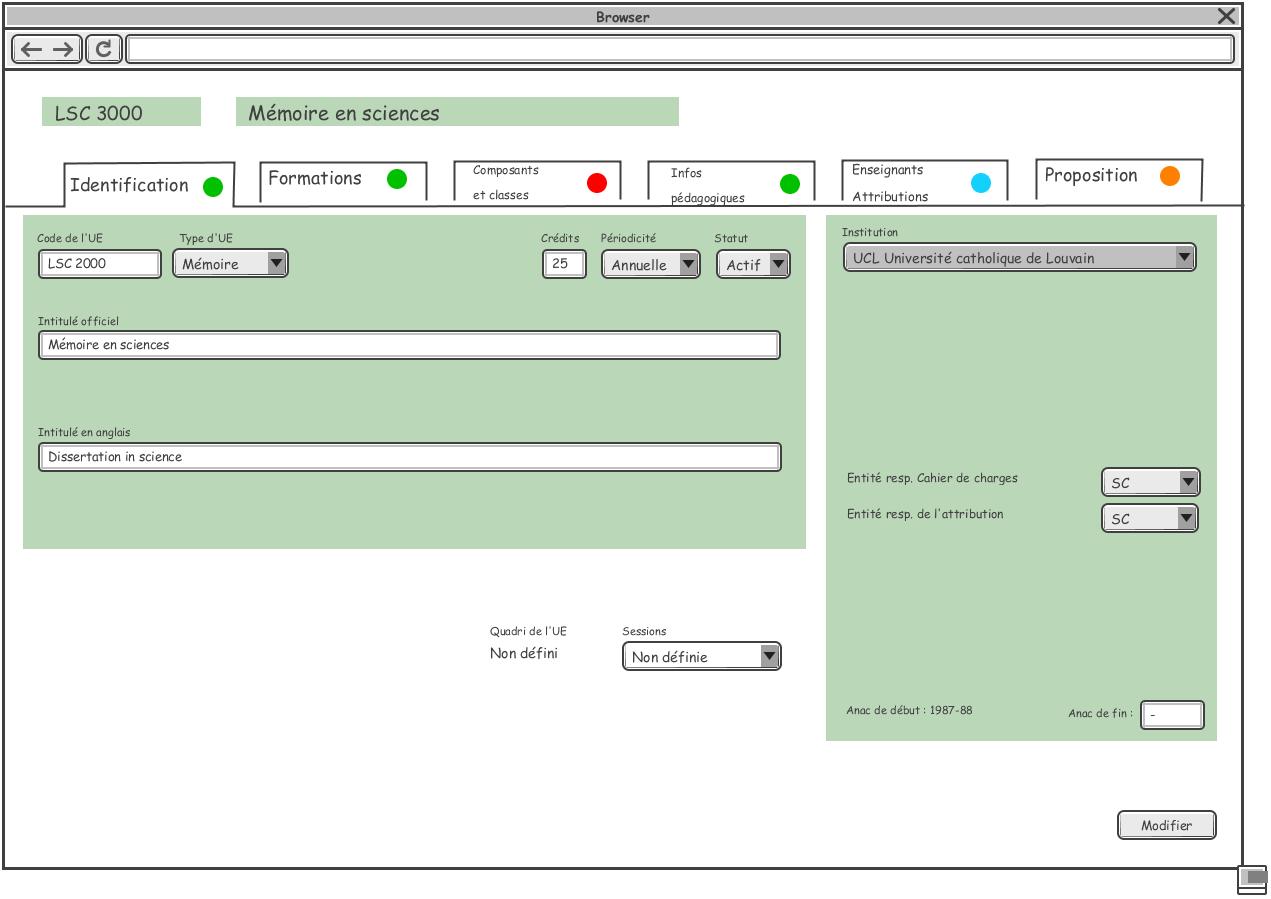 Browser
LSC 3000
Mémoire en sciences
Identification
Formations
Composants
et classes
Infos
pédagogiques
Enseignants
Attributions
Proposition
Code de l'UE
Type d'UE
Crédits
Périodicité
Statut
LSC 2000
Mémoire
25
Annuelle
Actif
Intitulé officiel
Mémoire en sciences
Intitulé en anglais
Dissertation in science
Quadri de l'UE
Sessions
Non défini
Non définie
Institution
UCL Université catholique de Louvain
Entité resp. Cahier de charges
SC
Entité resp. de l'attribution
SC
Anac de début : 1987-88
Anac de fin :
-
Modifier